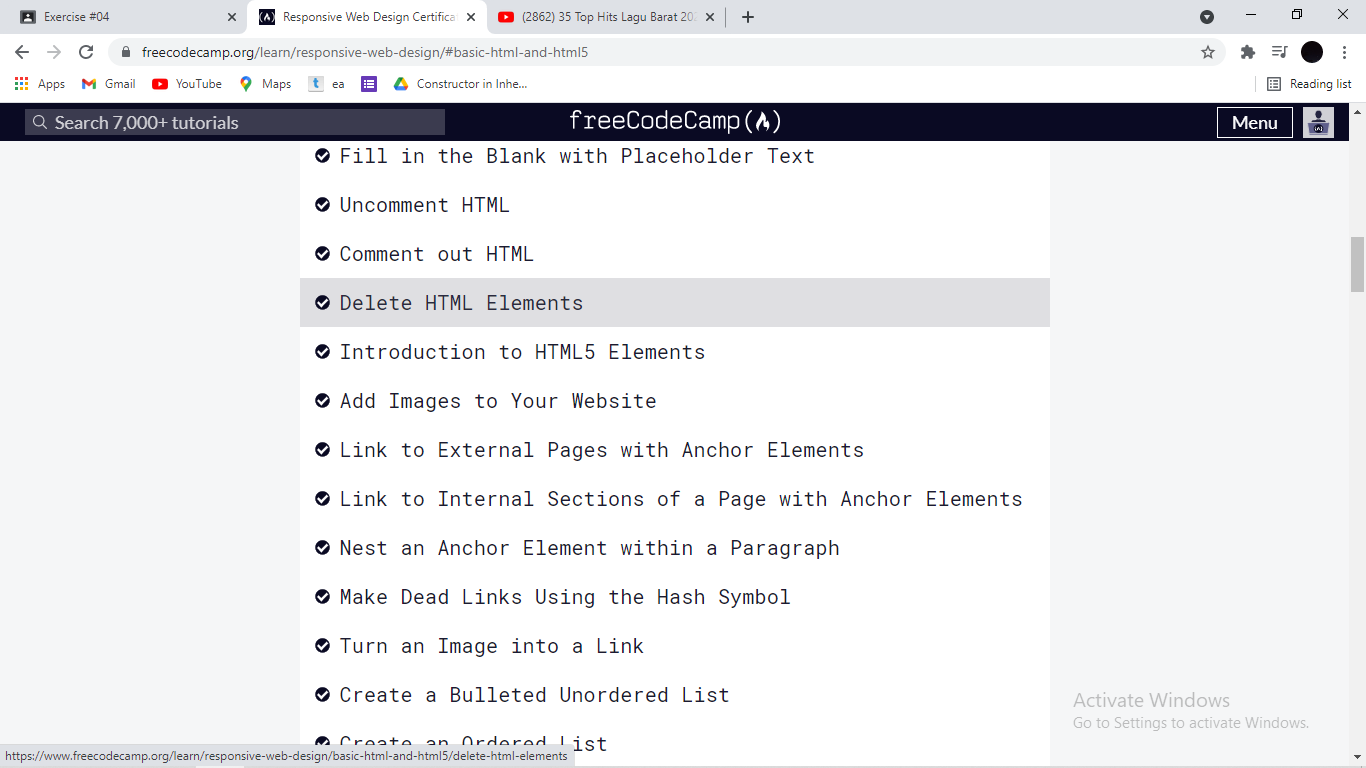 Exercise #04
Responsive Web Design Certifica
(2862) 35 Top Hits Lagu Barat 202
freecodecamp.org/learn/responsive-web-design/#basic-html-and-html5
Apps Gmail YouTube Maps ea Constructor in Inhe... Reading list
Search 7,000+ tutorials
freeCodeCamp
Menu
Fill in the Blank with Placeholder Text
Uncomment HTML
Comment out HTML
Delete HTML Elements
Introduction to HTML5 Elements
Add Images to Your Website
Link to External Pages with Anchor Elements
Link to Internal Sections of a Page with Anchor Elements
Nest an Anchor Element within a Paragraph
Make Dead Links Using the Hash Symbol
Turn an Image into a Link
Create a Bulleted Unordered List
Create an Ordered List
Activate Windows
Go to Settings to activate Windows.
https://www.freecodecamp.org/learn/responsive-web-design/basic-html-and-html5/delete-html-elements